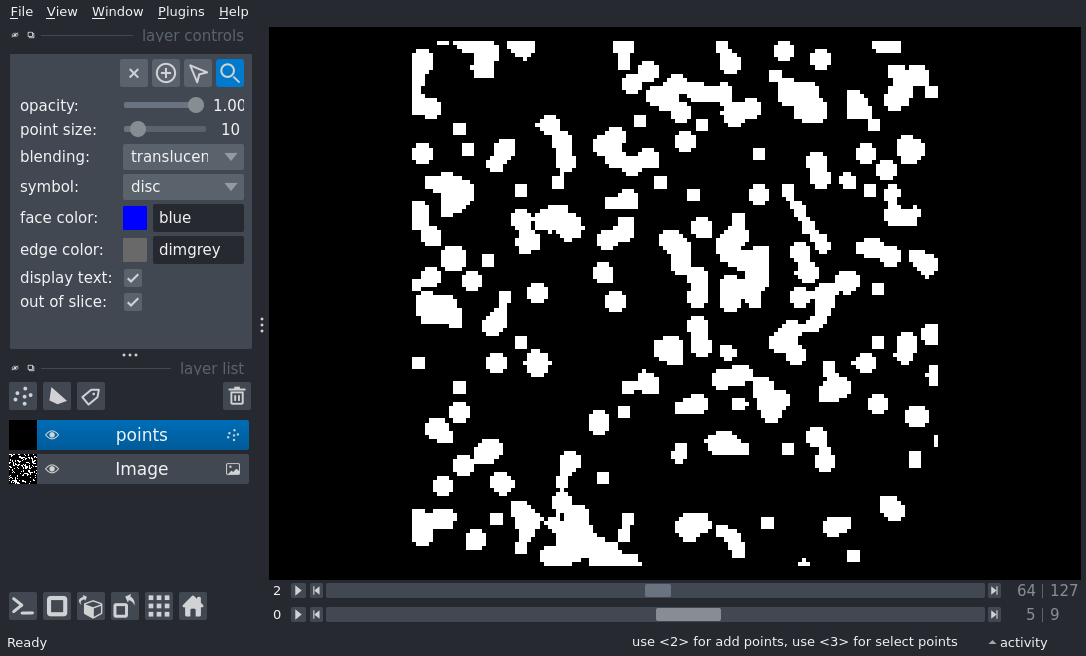 File View Window Plugins Help
layer controls
opacity: 1.00
point size: 10
blending: translucen
symbol: disc
face color: blue
edge color: dimgrey
display text:
out of slice:
layer list
points
Image
2 64 | 127
0 5 | 9
Ready use <2> for add points, use <3> for select points activity